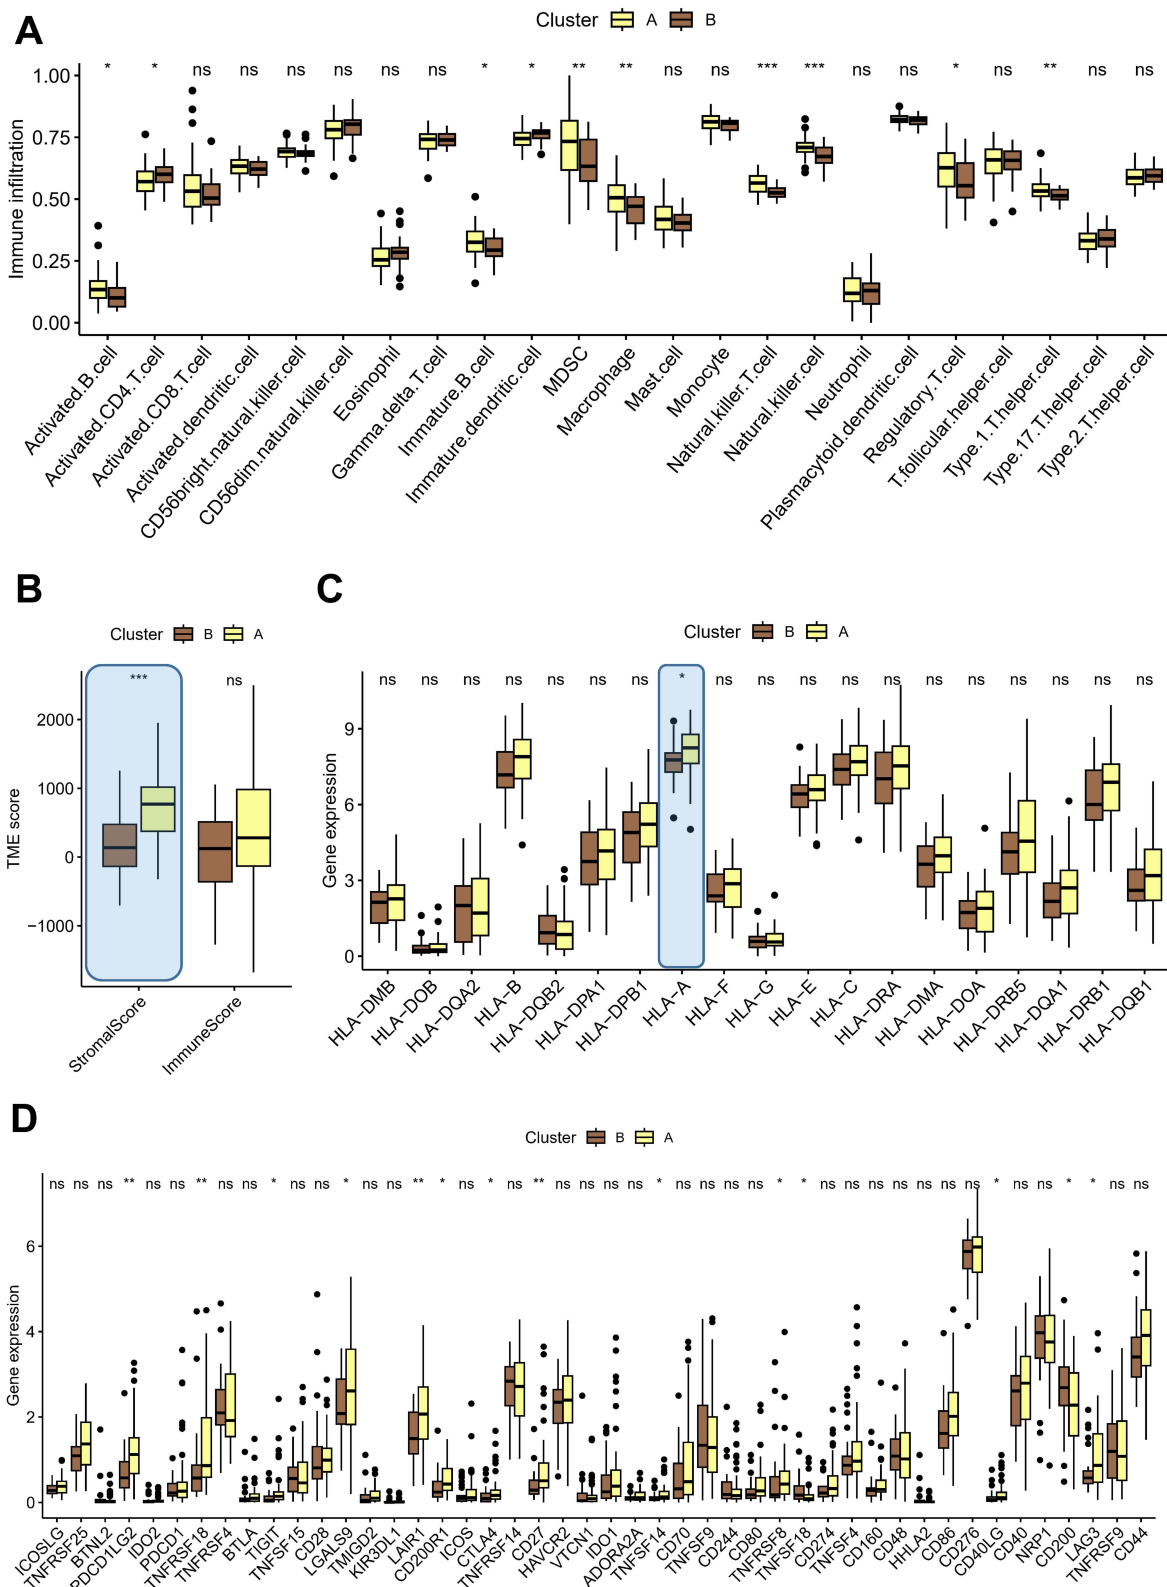 A
Cluster A B
* * ns ns ns ns ns ns * * ** ** ns ns *** *** ns ns * ns ** ns ns
1.00
0.75
0.50
0.25
0.00
Immune infiltration
Activated.B.cell
Activated.CD4.T.cell
Activated.CD8.T.cell
Activated.dendritic.cell
CD56bright.natural.killer.cell
CD56dim.natural.killer.cell
Eosinophil
Gamma.delta.T.cell
Immature.B.cell
Immature.dendritic.cell
MDSC
Macrophage
Mast.cell
Monocyte
Natural.killer.T.cell
Natural.killer.cell
Neutrophil
Plasmacytoid.dendritic.cell
Regulatory.T.cell
T.follicular.helper.cell
Type.1.T.helper.cell
Type.17.T.helper.cell
Type.2.T.helper.cell
B
Cluster B A
*** ns
2000
1000
0
−1000
TME score
StromalScore
ImmuneScore
C
Cluster B A
ns ns ns ns ns ns ns * ns ns ns ns ns ns ns ns ns ns ns
9
6
3
0
Gene expression
HLA−DMB
HLA−DOB
HLA−DQA2
HLA−B
HLA−DQB2
HLA−DPA1
HLA−DPB1
HLA−A
HLA−F
HLA−G
HLA−E
HLA−C
HLA−DRA
HLA−DMA
HLA−DOA
HLA−DRB5
HLA−DQA1
HLA−DRB1
HLA−DQB1
D
Cluster B A
ns ns ns ** ns ns ** ns ns * ns ns * ns ns ** * ns * ns ** ns ns ns ns * ns ns ns ns * * ns ns ns ns ns ns ns * ns ns * * ns ns
6
4
2
0
Gene expression
ICOSLG
TNFRSF25
BTNL2
PDCD1LG2
IDO2
PDCD1
TNFRSF18
TNFRSF4
BTLA
TIGIT
TNFSF15
CD28
LGALS9
TMIGD2
KIR3DL1
LAIR1
CD200R1
ICOS
CTLA4
TNFRSF14
CD27
HAVCR2
VTCN1
IDO1
ADORA2A
TNFSF14
CD70
TNFSF9
CD244
CD80
TNFRSF8
TNFSF18
CD274
TNFSF4
CD160
CD48
HHLA2
CD86
CD276
CD40LG
CD40
NRP1
CD200
LAG3
TNFRSF9
CD44